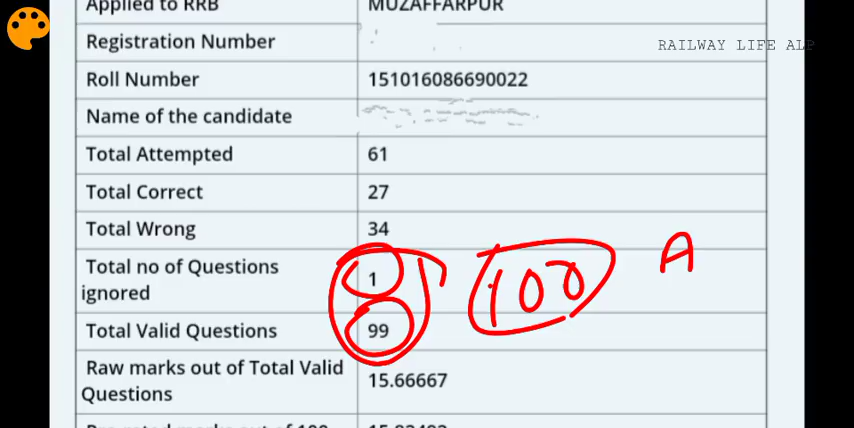 Applied to RRB MUZAFFARPUR
Registration Number
RAILWAY LIFE ALP
Roll Number 151016086690022
Name of the candidate
Total Attempted 61
Total Correct 27
Total Wrong 34
Total no of Questions
ignored 1
100 A
Total Valid Questions 99
Raw marks out of Total Valid
Questions 15.66667